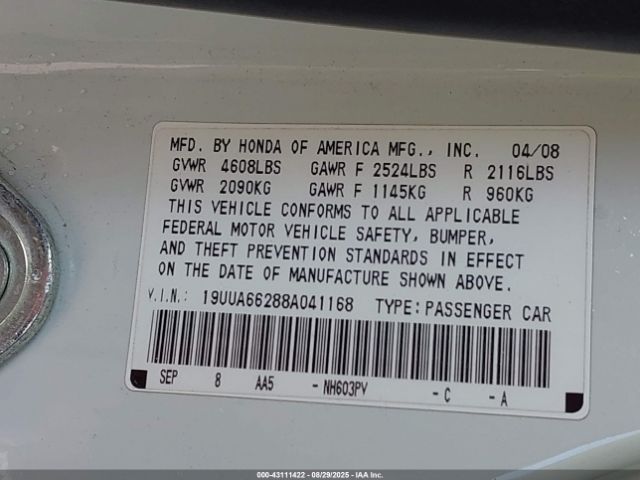 MFD. BY HONDA OF AMERICA MFG., INC. 04/08
GVWR 4608LBS GAWR F 2524LBS R 2116LBS
GVWR 2090KG GAWR F 1145KG R 960KG
THIS VEHICLE CONFORMS TO ALL APPLICABLE
FEDERAL MOTOR VEHICLE SAFETY, BUMPER,
AND THEFT PREVENTION STANDARDS IN EFFECT
ON THE DATE OF MANUFACTURE SHOWN ABOVE.
V.I.N.: 19UUA66288A041168 TYPE:PASSENGER CAR
SEP 8 AA5 -NH603PV -C -A
000-43111422 - 08/29/2025 - IAA Inc.